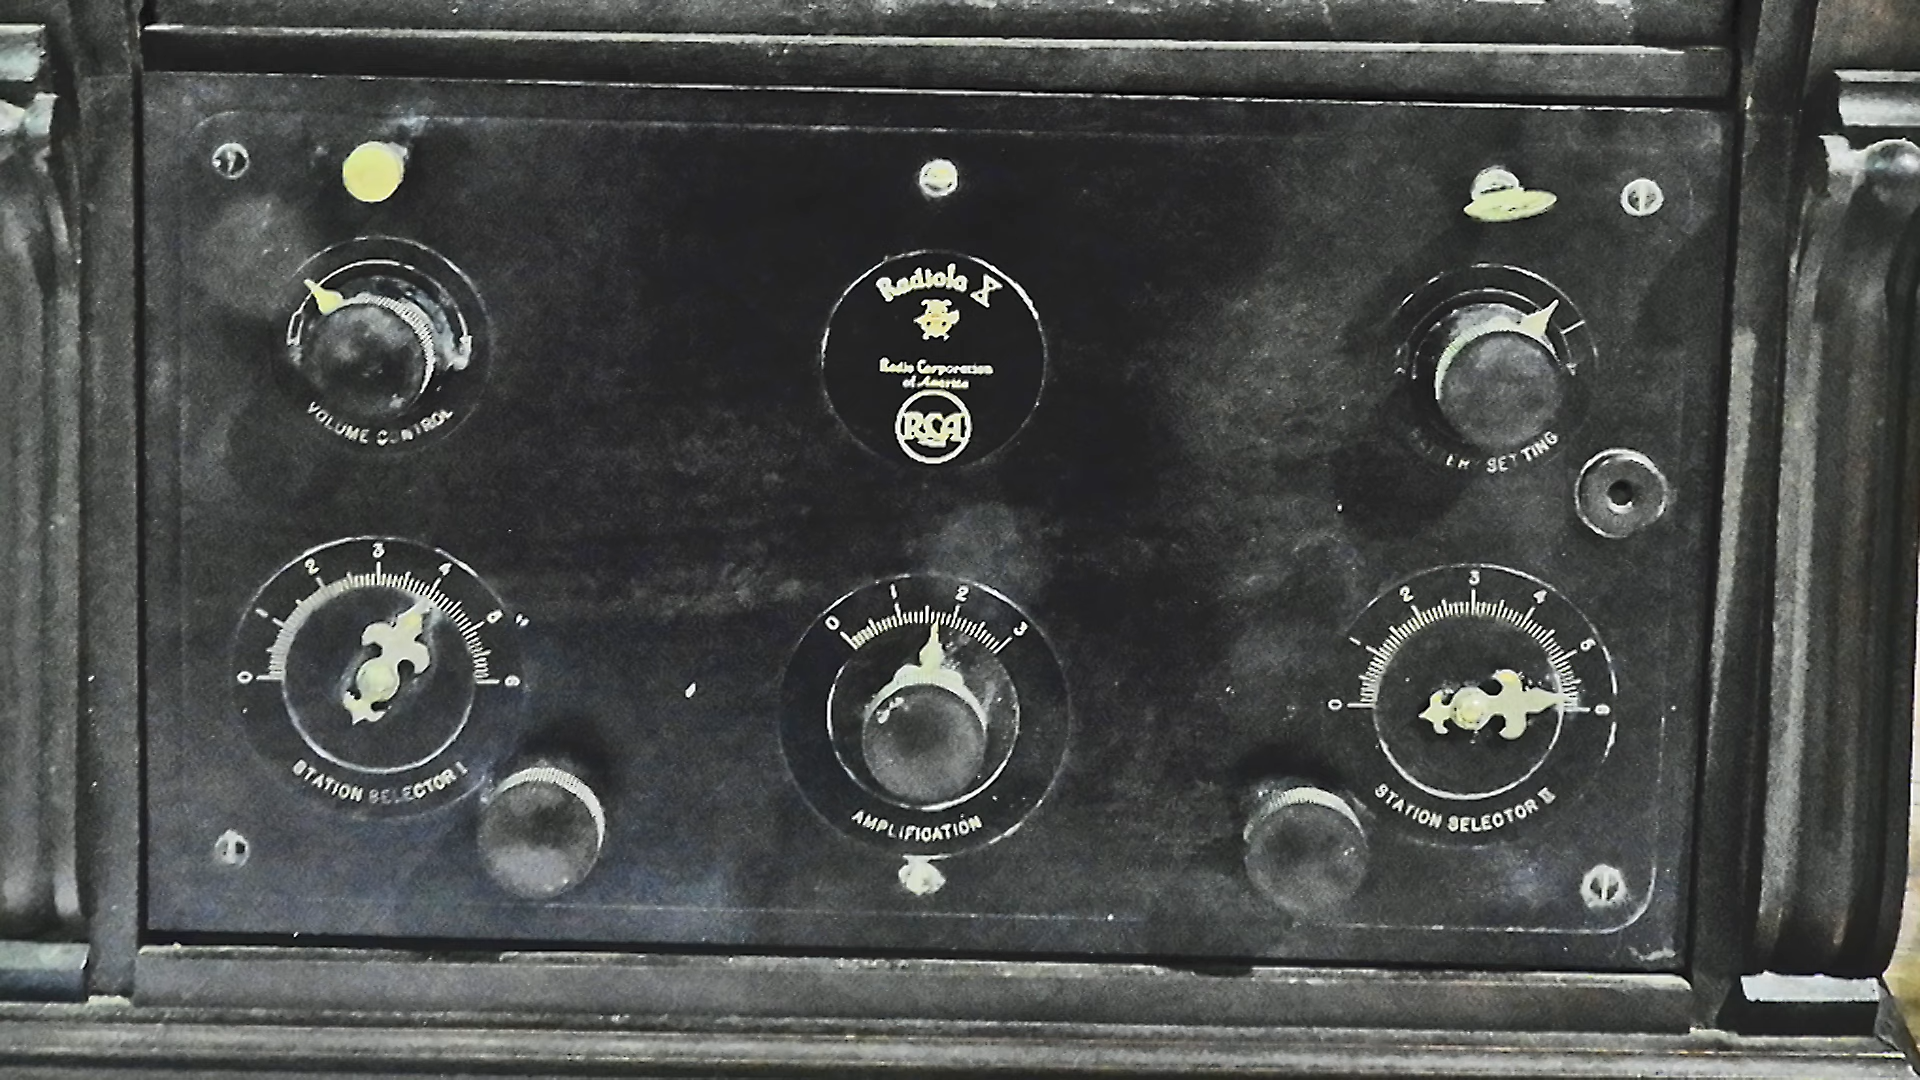 Radiola X
Radio Corporation
of America
RCA
VOLUME CONTROL
SETTING
0 1 2 3 4 5 6
STATION SELECTOR I
0 1 2 3
AMPLIFICATION
0 1 2 3 4 5 6
STATION SELECTOR II